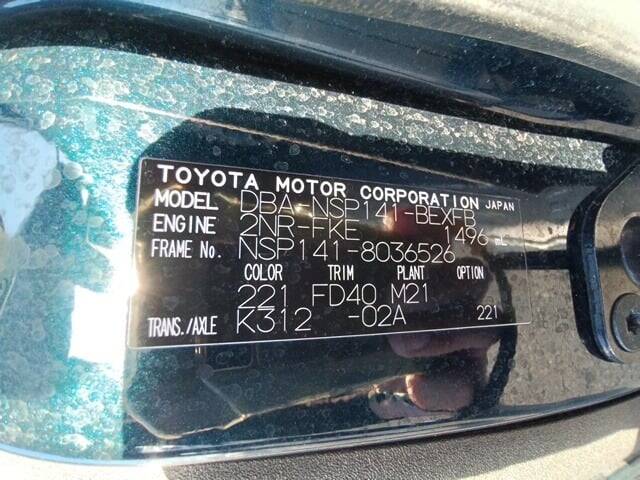 TOYOTA MOTOR CORPORATION JAPAN
MODEL DBA-NSP141-BEXFB
ENGINE 2NR-FKE 1496 mL
FRAME No. NSP141-8036526
COLOR TRIM PLANT OPTION
221 FD40 M21
TRANS./AXLE K312 -02A 221